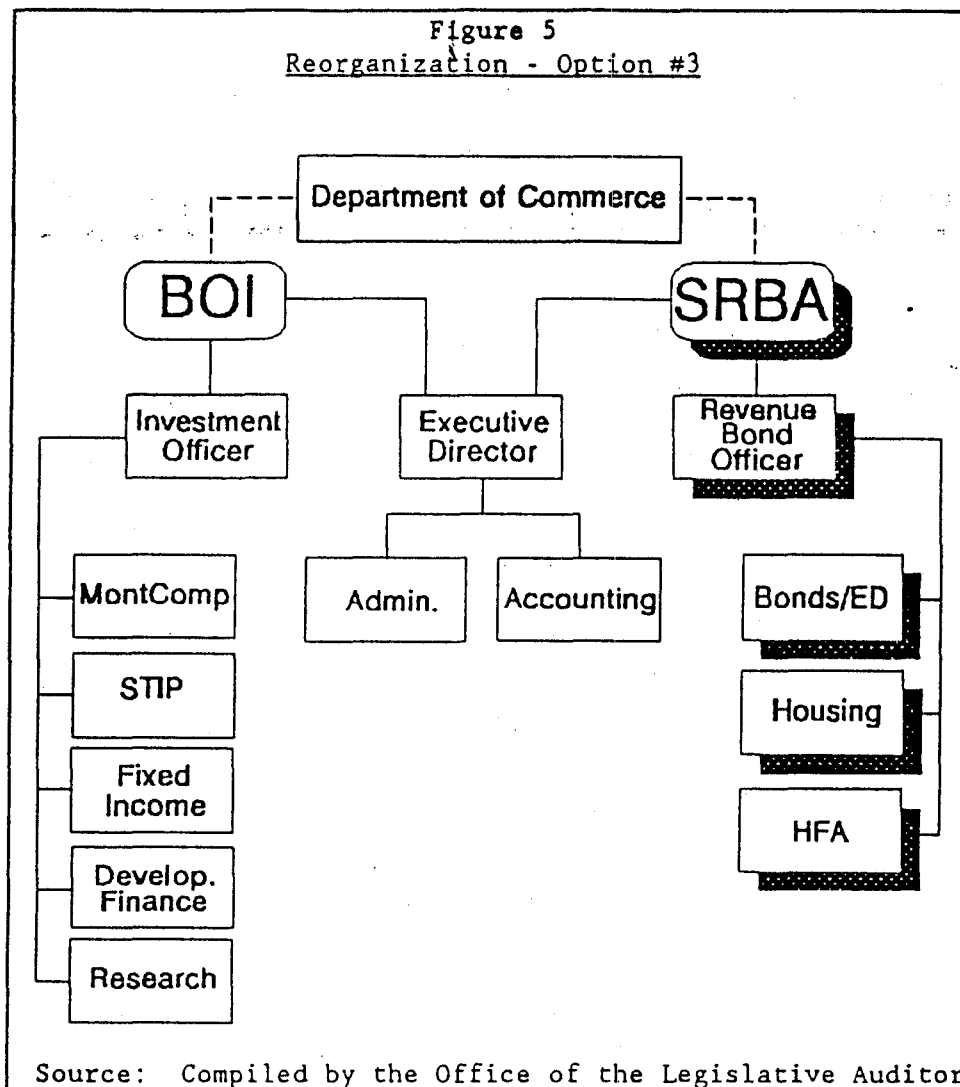 Figure 5
Reorganization - Option #3
Department of Commerce
BOI
SRBA
Investment
Officer
Executive
Director
Revenue
Bond
Officer
MontComp
STIP
Fixed
Income
Develop.
Finance
Research
Admin.
Accounting
Bonds/ED
Housing
HFA
Source: Compiled by the Office of the Legislative Auditor